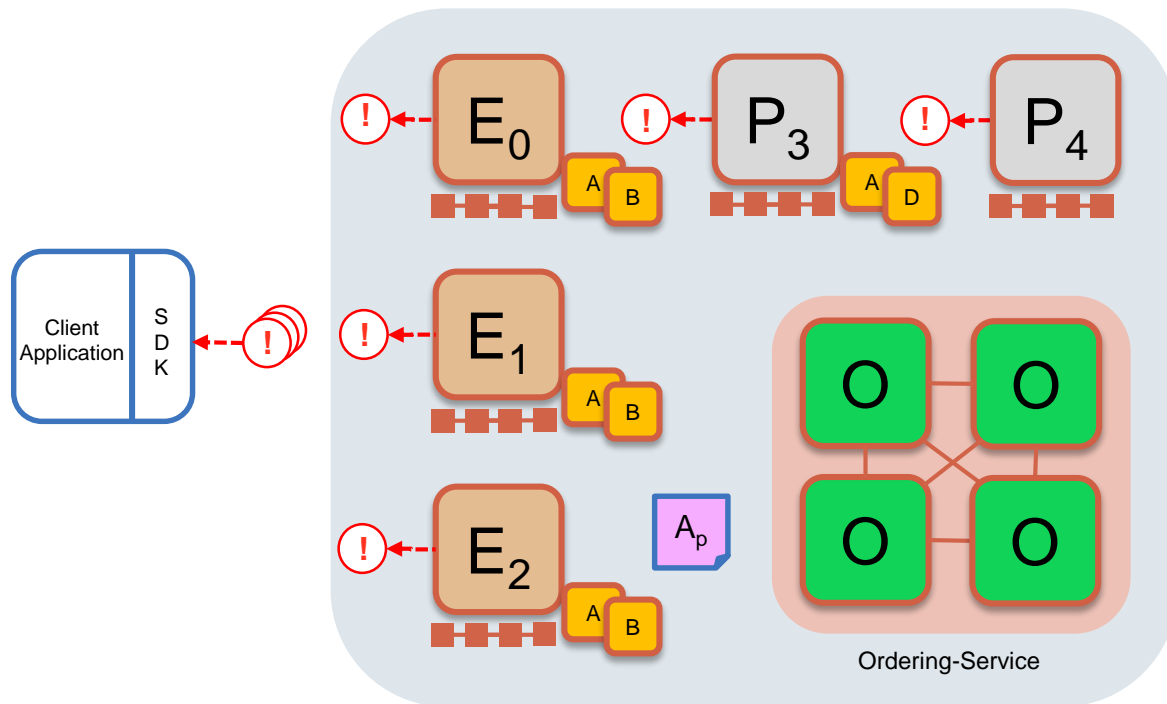 !
E0
A
B
!
P3
A
D
!
P4
Client
Application
S
D
K
!
!
E1
A
B
!
E2
A
B
Ap
O
O
O
O
Ordering-Service